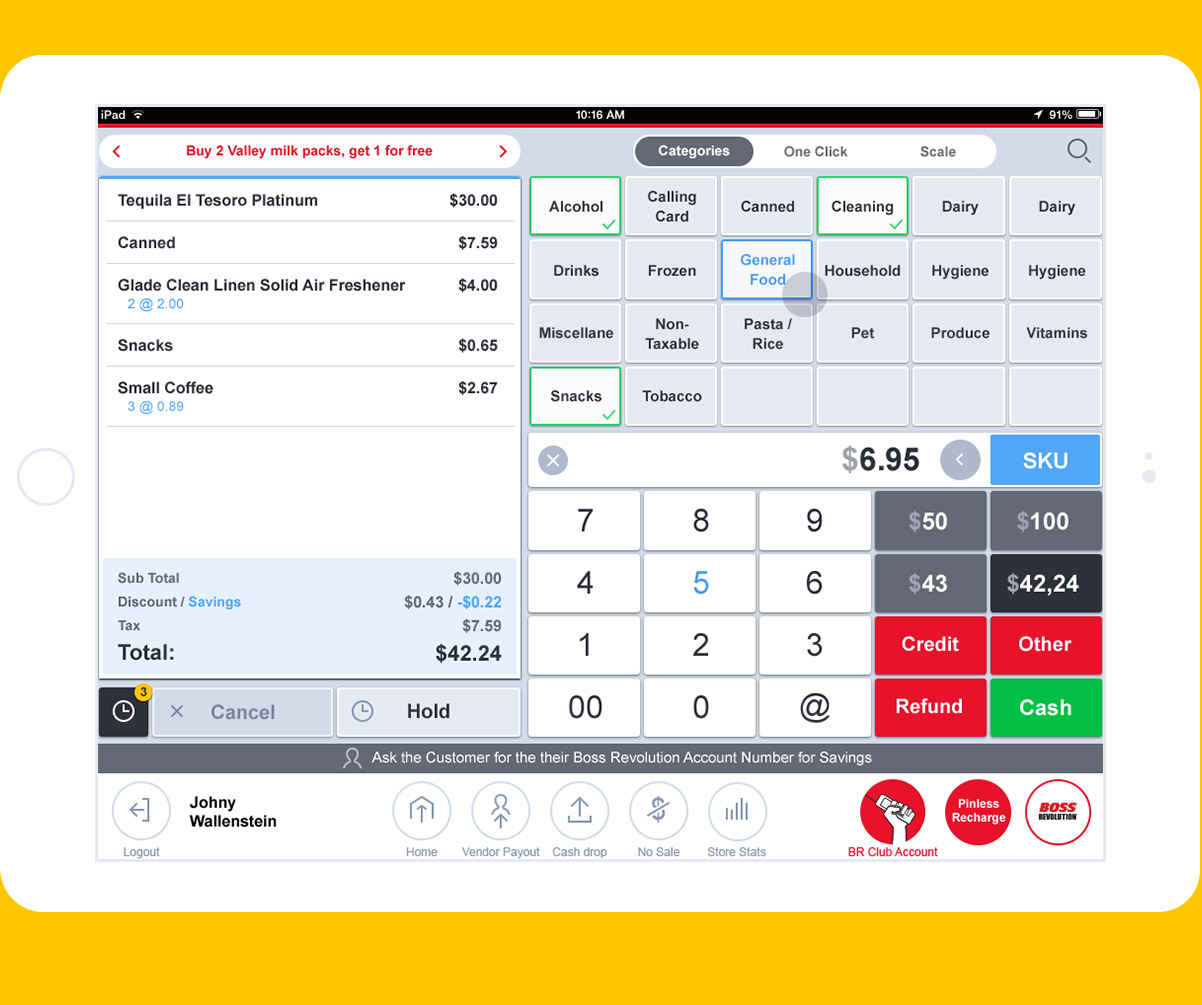 iPad
10:16 AM
91%
Buy 2 Valley milk packs, get 1 for free
Categories
One Click
Scale
Tequila El Tesoro Platinum $30.00
Canned $7.59
Glade Clean Linen Solid Air Freshener $4.00
2 @ 2.00
Snacks $0.65
Small Coffee $2.67
3 @ 0.89
Sub Total $30.00
Discount / Savings $0.43 / -$0.22
Tax $7.59
Total: $42.24
3
Cancel
Hold
Alcohol
Calling
Card
Canned
Cleaning
Dairy
Dairy
Drinks
Frozen
General
Food
Household
Hygiene
Hygiene
Miscellane
Non-
Taxable
Pasta /
Rice
Pet
Produce
Vitamins
Snacks
Tobacco
$6.95
SKU
7 8 9 $50 $100
4 5 6 $43 $42,24
1 2 3 Credit Other
00 0 @ Refund Cash
Ask the Customer for the their Boss Revolution Account Number for Savings
Logout
Johny
Wallenstein
Home
Vendor Payout
Cash drop
No Sale
Store Stats
BR Club Account
Pinless
Recharge
BOSS
REVOLUTION